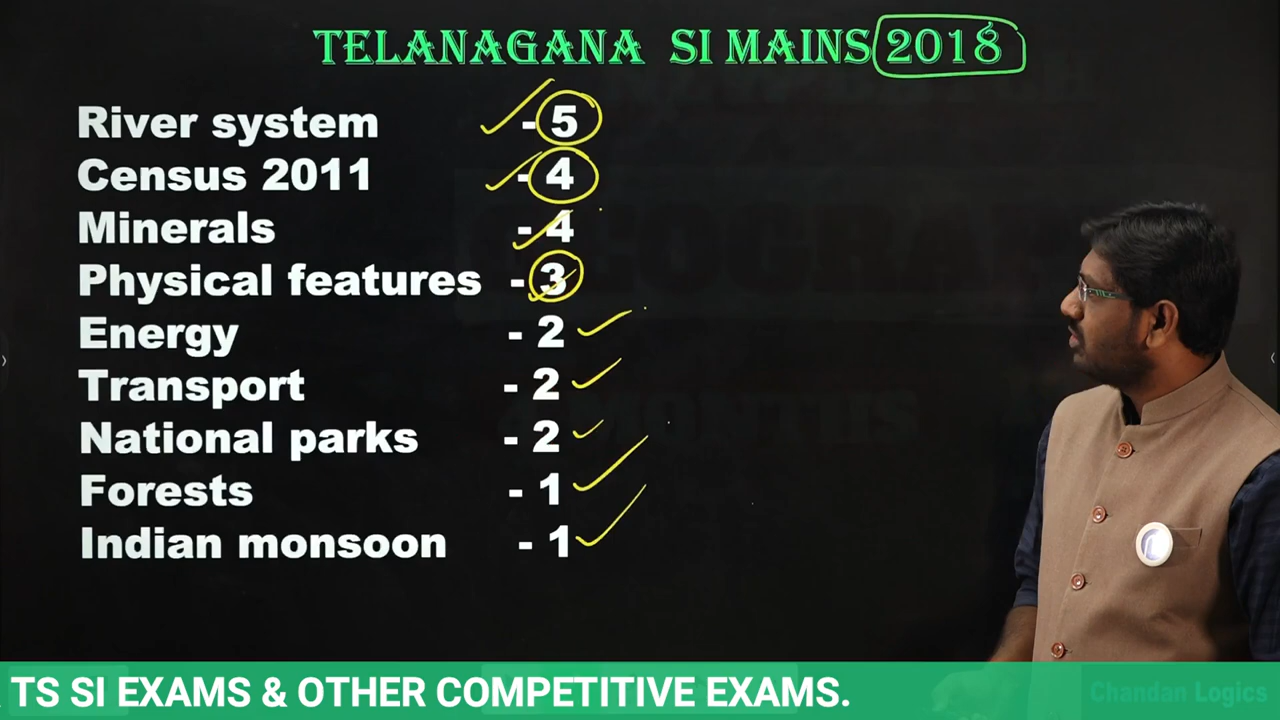 TELANAGANA SI MAINS 2018
River system - 5
Census 2011 - 4
Minerals - 4
Physical features - 3
Energy - 2
Transport - 2
National parks - 2
Forests - 1
Indian monsoon - 1
TS SI EXAMS & OTHER COMPETITIVE EXAMS.
Chandan Logics